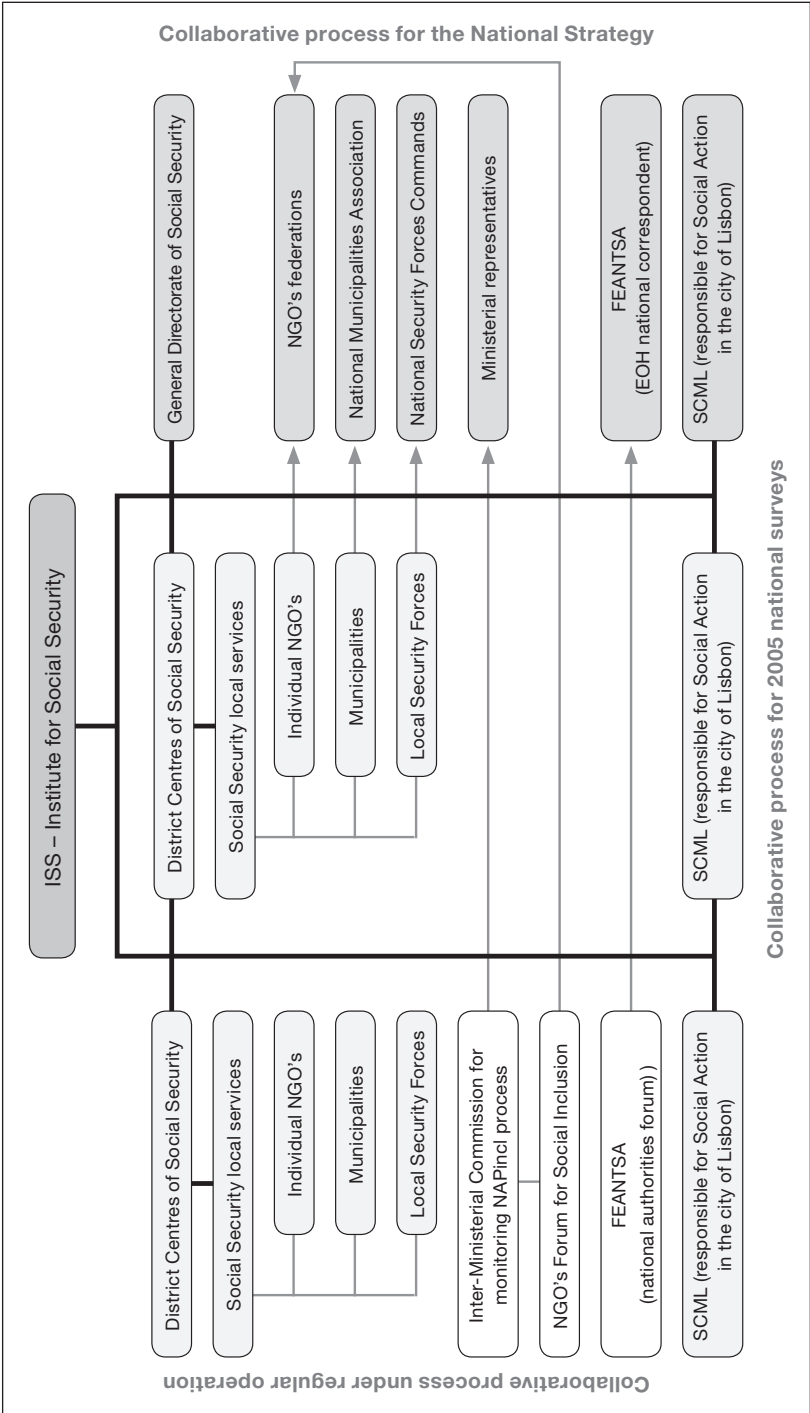 ISS – Institute for Social Security
Collaborative process under regular operation
District Centres of Social Security
Social Security local services
Individual NGO's
Municipalities
Local Security Forces
Inter-Ministerial Commission for
monitoring NAPincl process
NGO's Forum for Social Inclusion
FEANTSA
(national authorities forum) )
SCML (responsible for Social Action
in the city of Lisbon)
District Centres of Social Security
Social Security local services
Individual NGO's
Municipalities
Local Security Forces
SCML (responsible for Social Action
in the city of Lisbon)
Collaborative process for 2005 national surveys
General Directorate of Social Security
NGO's federations
National Municipalities Association
National Security Forces Commands
Ministerial representatives
FEANTSA
(EOH national correspondent)
SCML (responsible for Social Action
in the city of Lisbon)
Collaborative process for the National Strategy